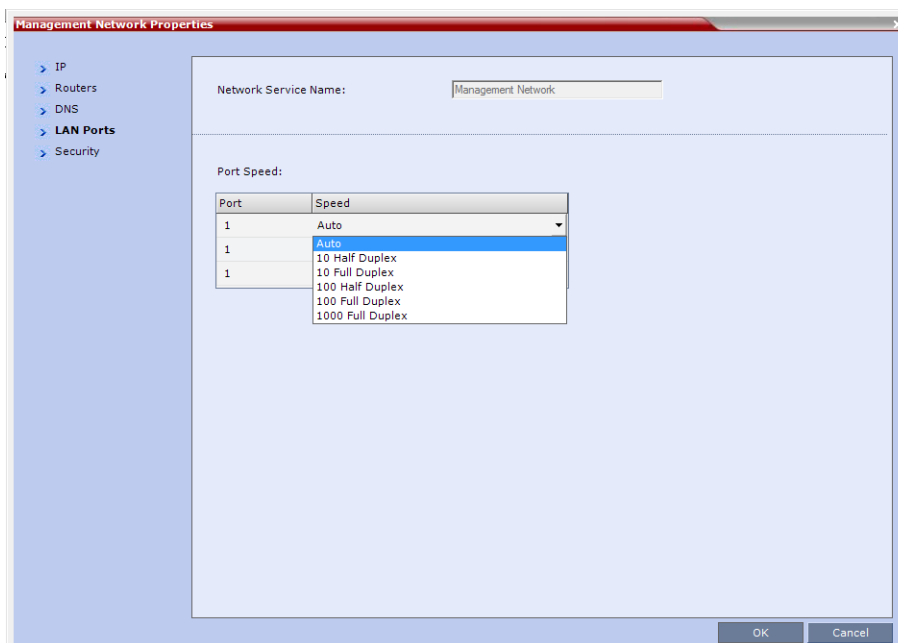 Management Network Properties
IP
Routers
DNS
LAN Ports
Security
Network Service Name: Management Network
Port Speed:
Port Speed
1 Auto
1
1
Auto
10 Half Duplex
10 Full Duplex
100 Half Duplex
100 Full Duplex
1000 Full Duplex
OK Cancel